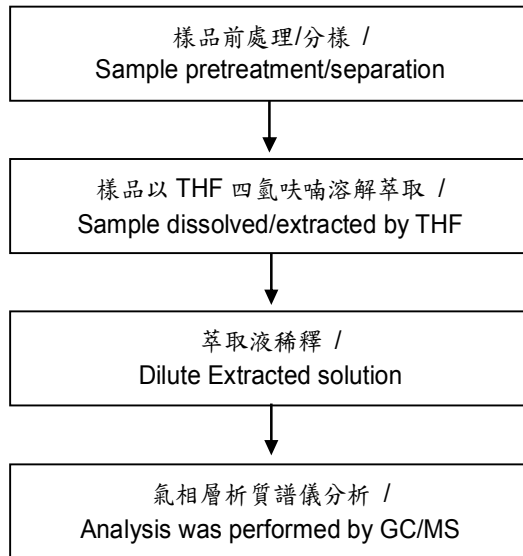 樣品前處理/分樣 /
Sample pretreatment/separation
樣品以 THF 四氫呋喃溶解萃取 /
Sample dissolved/extracted by THF
萃取液稀釋 /
Dilute Extracted solution
氣相層析質譜儀分析 /
Analysis was performed by GC/MS